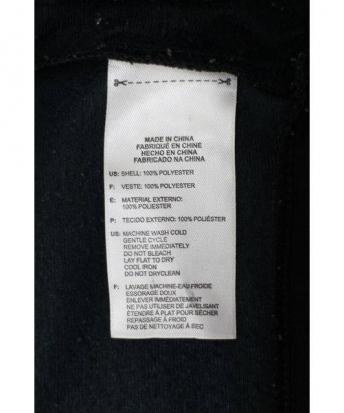 MADE IN CHINA
FABRIQUÉ EN CHINE
HECHO EN CHINA
FABRICADO NA CHINA
US: SHELL: 100% POLYESTER
F: VESTE: 100% POLYESTER
E: MATERIAL EXTERNO:
100% POLIESTER
P: TECIDO EXTERNO: 100% POLIÉSTER
US: MACHINE WASH COLD
GENTLE CYCLE
REMOVE IMMEDIATELY
DO NOT BLEACH
LAY FLAT TO DRY
COOL IRON
DO NOT DRYCLEAN
F: LAVAGE MACHINE-EAU FROIDE
ESSORAGE DOUX
ENLEVER IMMÉDIATEMENT
NE PAS UTILISER DE JAVELISANT
ÉTENDRE À PLAT POUR SÉCHER
REPASSAGE À FROID
PAS DE NETTOYAGE À SEC